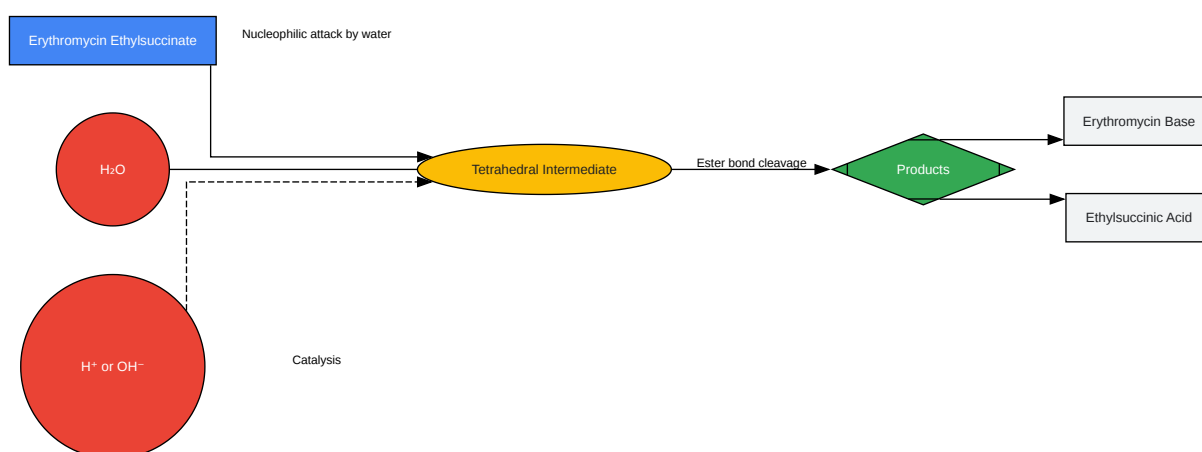 Erythromycin Ethylsuccinate
Nucleophilic attack by water
H₂O
Tetrahedral Intermediate
Ester bond cleavage
Products
Erythromycin Base
Ethylsuccinic Acid
H⁺ or OH⁻
Catalysis